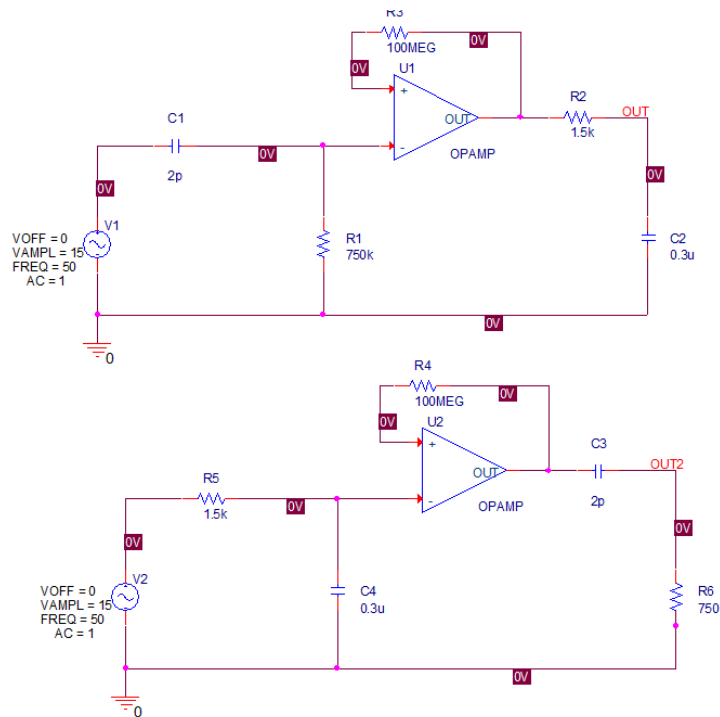 R3
100MEG
0V
0V
U1
+
C1
OUT
R2
OUT
1.5k
0V
-
OPAMP
2p
0V
0V
V1
VOFF = 0
VAMPL = 15
FREQ = 50
AC = 1
R1
750k
C2
0.3u
0V
0
R4
100MEG
0V
0V
U2
+
C3
R5
OUT
OUT2
1.5k
0V
-
OPAMP
2p
0V
0V
V2
VOFF = 0
VAMPL = 15
FREQ = 50
AC = 1
C4
0.3u
R6
750
0V
0